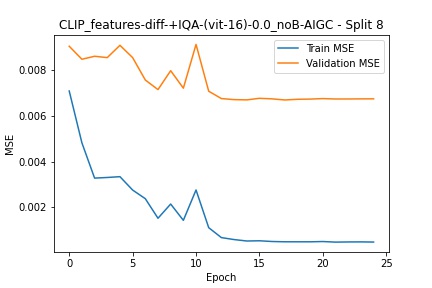 CLIP_features-diff-+IQA-(vit-16)-0.0_noB-AIGC - Split 8
Train MSE
Validation MSE
MSE
0.008
0.006
0.004
0.002
0
5
10
15
20
25
Epoch